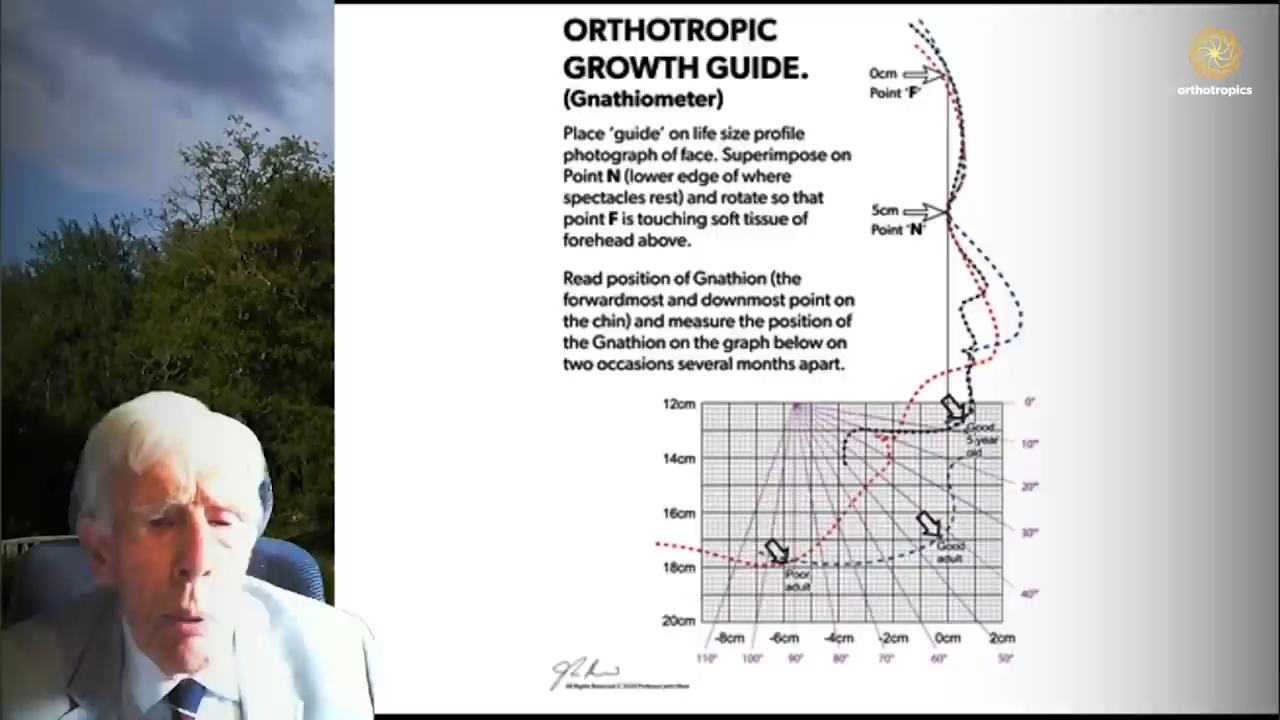 ORTHOTROPIC
GROWTH GUIDE.
(Gnathiometer)
Place 'guide' on life size profile
photograph of face. Superimpose on
Point N (lower edge of where
spectacles rest) and rotate so that
point F is touching soft tissue of
forehead above.
Read position of Gnathion (the
forwardmost and downmost point on
the chin) and measure the position of
the Gnathion on the graph below on
two occasions several months apart.
0cm
Point 'F'
5cm
Point 'N'
orthotropics
12cm
14cm
16cm
18cm
20cm
-8cm
-6cm
-4cm
-2cm
0cm
2cm
0°
10°
20°
30°
40°
50°
60°
70°
80°
90°
100°
110°
Good
5 year
old
Good
adult
Poor
adult
All Rights Reserved ©